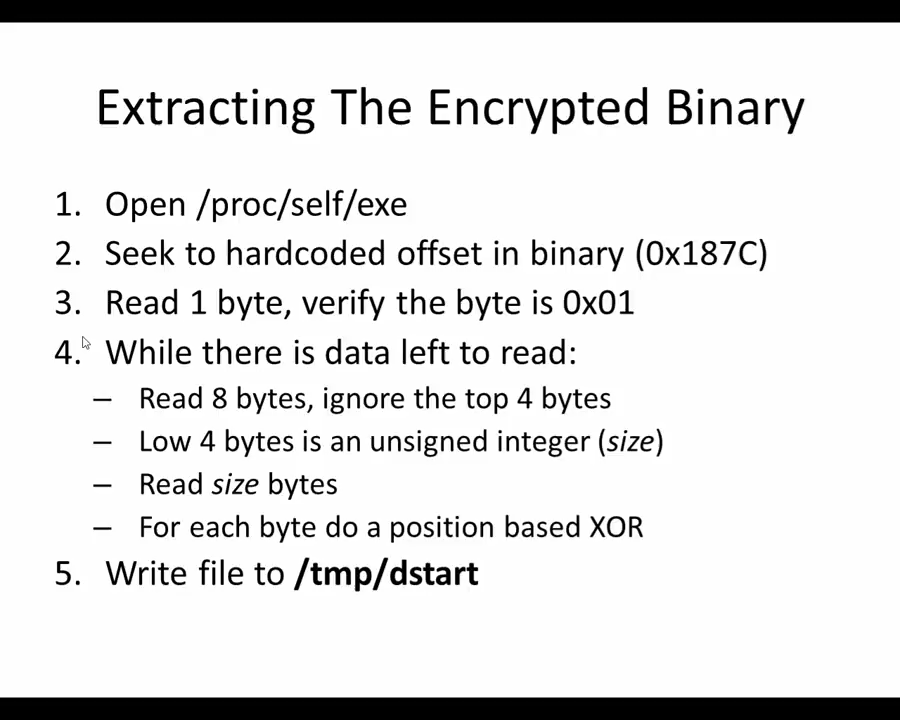 Extracting The Encrypted Binary
1. Open /proc/self/exe
2. Seek to hardcoded offset in binary (0x187C)
3. Read 1 byte, verify the byte is 0x01
4. While there is data left to read:
– Read 8 bytes, ignore the top 4 bytes
– Low 4 bytes is an unsigned integer (size)
– Read size bytes
– For each byte do a position based XOR
5. Write file to /tmp/dstart